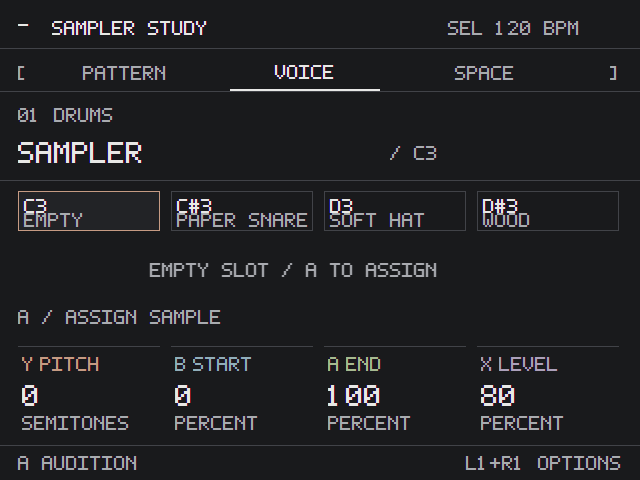 – SAMPLER STUDY SEL 120 BPM
[ PATTERN VOICE SPACE ]
01 DRUMS
SAMPLER / C3
C3 C#3 D3 D#3
EMPTY PAPER SNARE SOFT HAT WOOD
EMPTY SLOT / A TO ASSIGN
A / ASSIGN SAMPLE
Y PITCH B START A END X LEVEL
0 0 100 80
SEMITONES PERCENT PERCENT PERCENT
A AUDITION L1+R1 OPTIONS